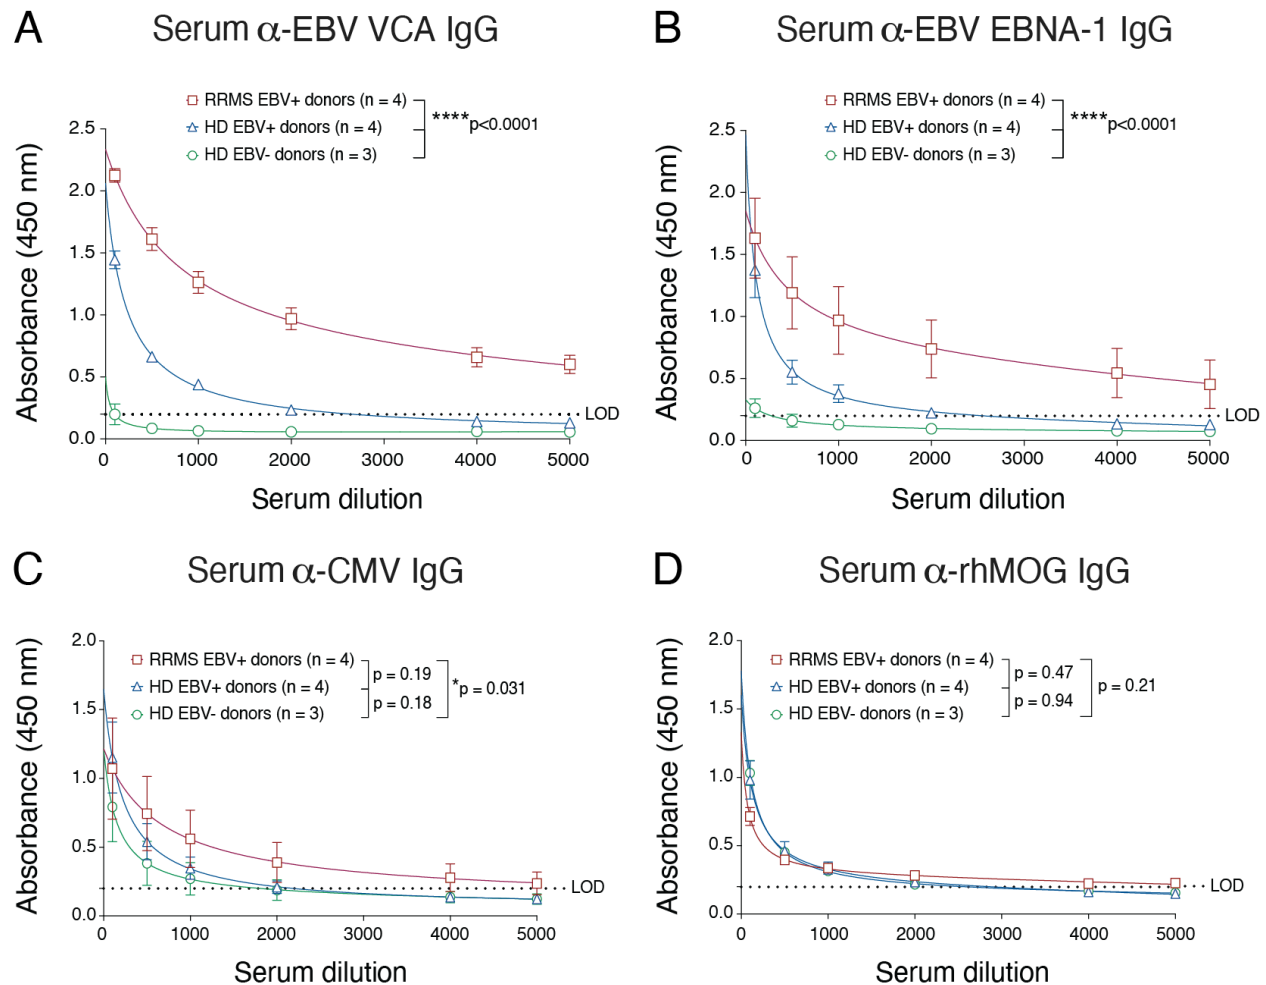 A
Serum α-EBV VCA IgG
RRMS EBV+ donors (n = 4)
HD EBV+ donors (n = 4)
HD EBV- donors (n = 3)
****p<0.0001
Absorbance (450 nm)
2.5
2.0
1.5
1.0
0.5
0.0
LOD
0 1000 2000 3000 4000 5000
Serum dilution
B
Serum α-EBV EBNA-1 IgG
RRMS EBV+ donors (n = 4)
HD EBV+ donors (n = 4)
HD EBV- donors (n = 3)
****p<0.0001
Absorbance (450 nm)
2.5
2.0
1.5
1.0
0.5
0.0
LOD
0 1000 2000 3000 4000 5000
Serum dilution
C
Serum α-CMV IgG
RRMS EBV+ donors (n = 4)
HD EBV+ donors (n = 4)
HD EBV- donors (n = 3)
p = 0.19
p = 0.18
*p = 0.031
Absorbance (450 nm)
2.0
1.5
1.0
0.5
0.0
LOD
0 1000 2000 3000 4000 5000
Serum dilution
D
Serum α-rhMOG IgG
RRMS EBV+ donors (n = 4)
HD EBV+ donors (n = 4)
HD EBV- donors (n = 3)
p = 0.47
p = 0.94
p = 0.21
Absorbance (450 nm)
2.0
1.5
1.0
0.5
0.0
LOD
0 1000 2000 3000 4000 5000
Serum dilution